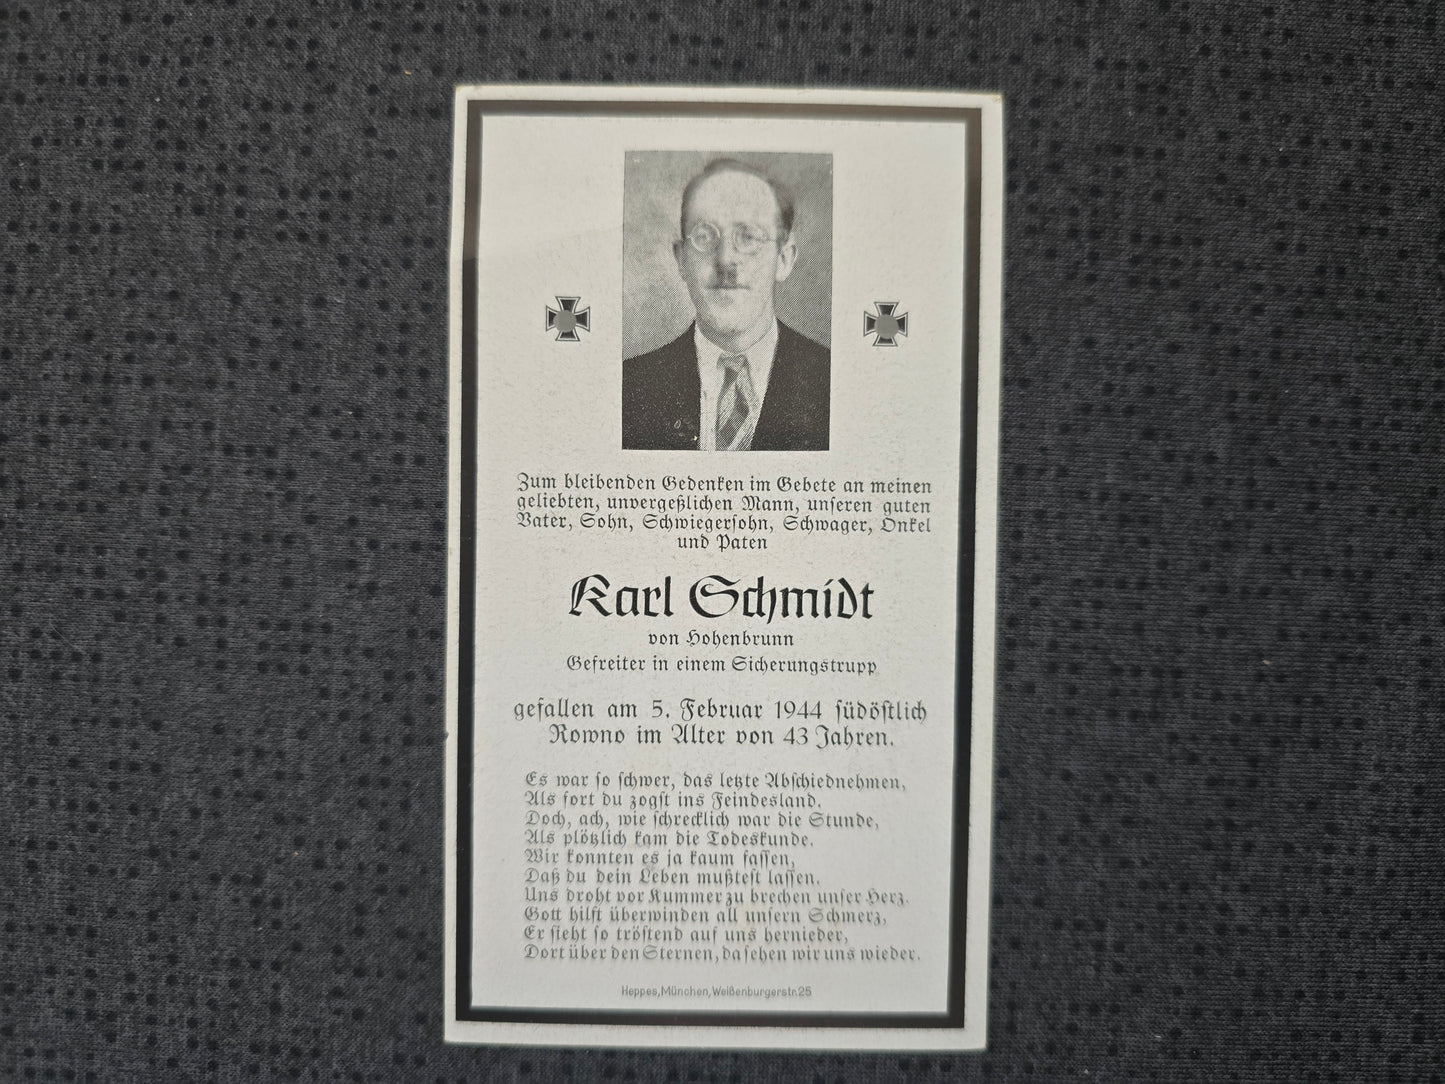 Zum bleibenden Gedenken im Gebete an meinen
geliebten, unvergeßlichen Mann, unseren guten
Vater, Sohn, Schwiegersohn, Schwager, Onkel
und Paten
Karl Schmidt
von Hohenbrunn
Gefreiter in einem Sicherungstrupp
gefallen am 5. Februar 1944 südöstlich
Rowno im Alter von 43 Jahren.
Es war so schwer, das letzte Abschiednehmen,
Als fort du zogst ins Feindesland.
Doch, ach, wie schrecklich war die Stunde,
Als plötzlich kam die Todeskunde.
Wir konnten es ja kaum fassen,
Daß du dein Leben mußtest lassen.
Uns droht vor Kummer zu brechen unser Herz.
Gott hilft überwinden all unsern Schmerz,
Er sieht so tröstend auf uns hernieder,
Dort über den Sternen, da sehen wir uns wieder.
Heppes, München, Weißenburgerstr. 25